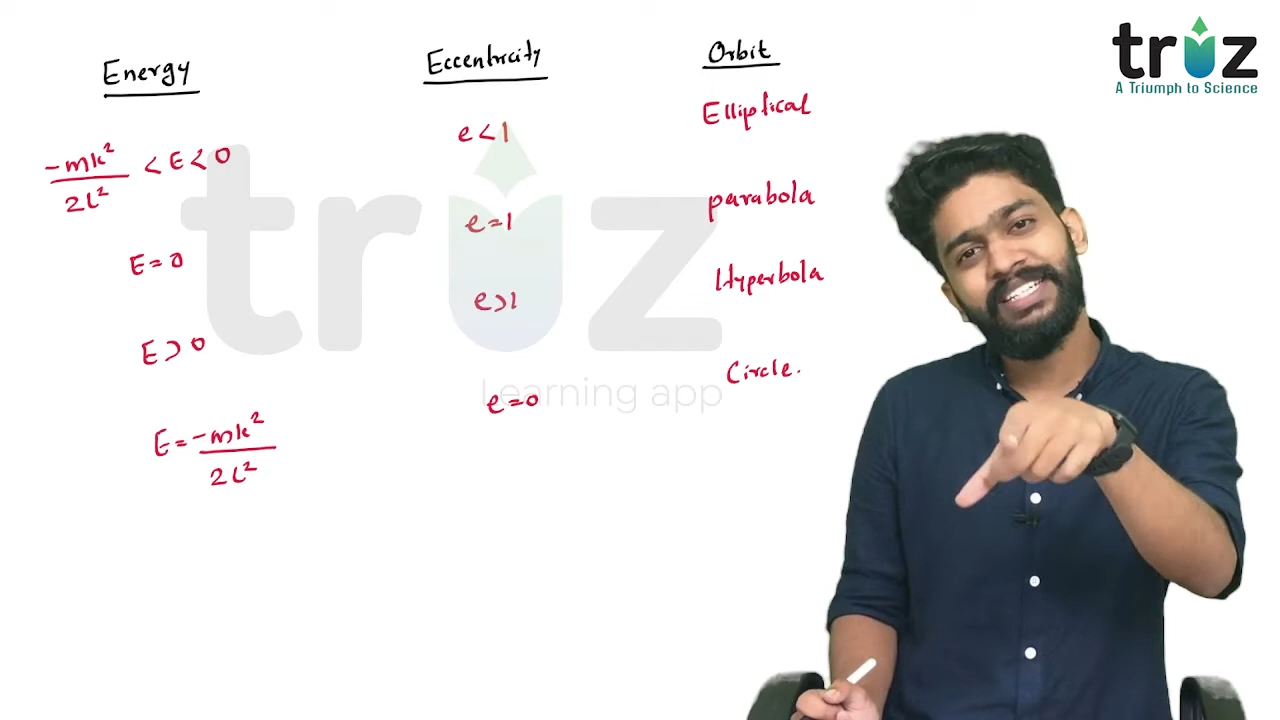 Energy Eccentricity Orbit
-mk²/2l² < E < 0 e < 1 Elliptical
E = 0 e = 1 parabola
E > 0 e > 1 Hyperbola
E = -mk²/2l² e = 0 Circle.
truz
A Triumph to Science
truz
Learning app